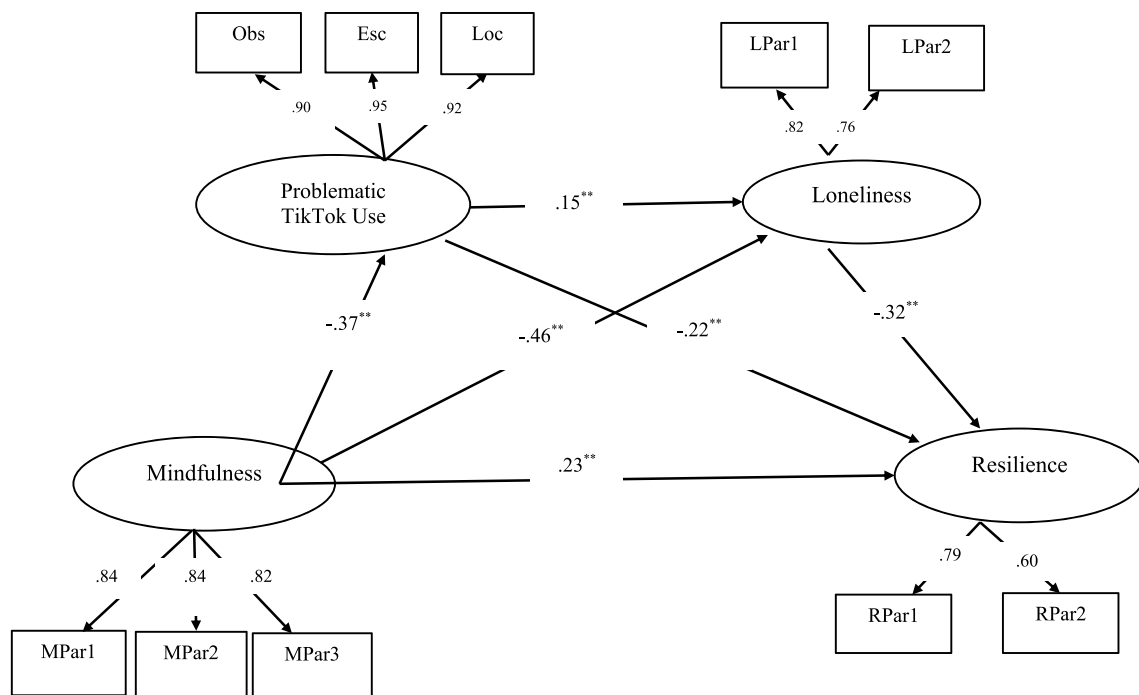 Obs
Esc
Loc
LPar1
LPar2
.90
.95
.92
.82
.76
Problematic
TikTok Use
.15**
Loneliness
-.37**
-.46**
-.22**
-.32**
Mindfulness
.23**
Resilience
.84
.84
.82
.79
.60
MPar1
MPar2
MPar3
RPar1
RPar2